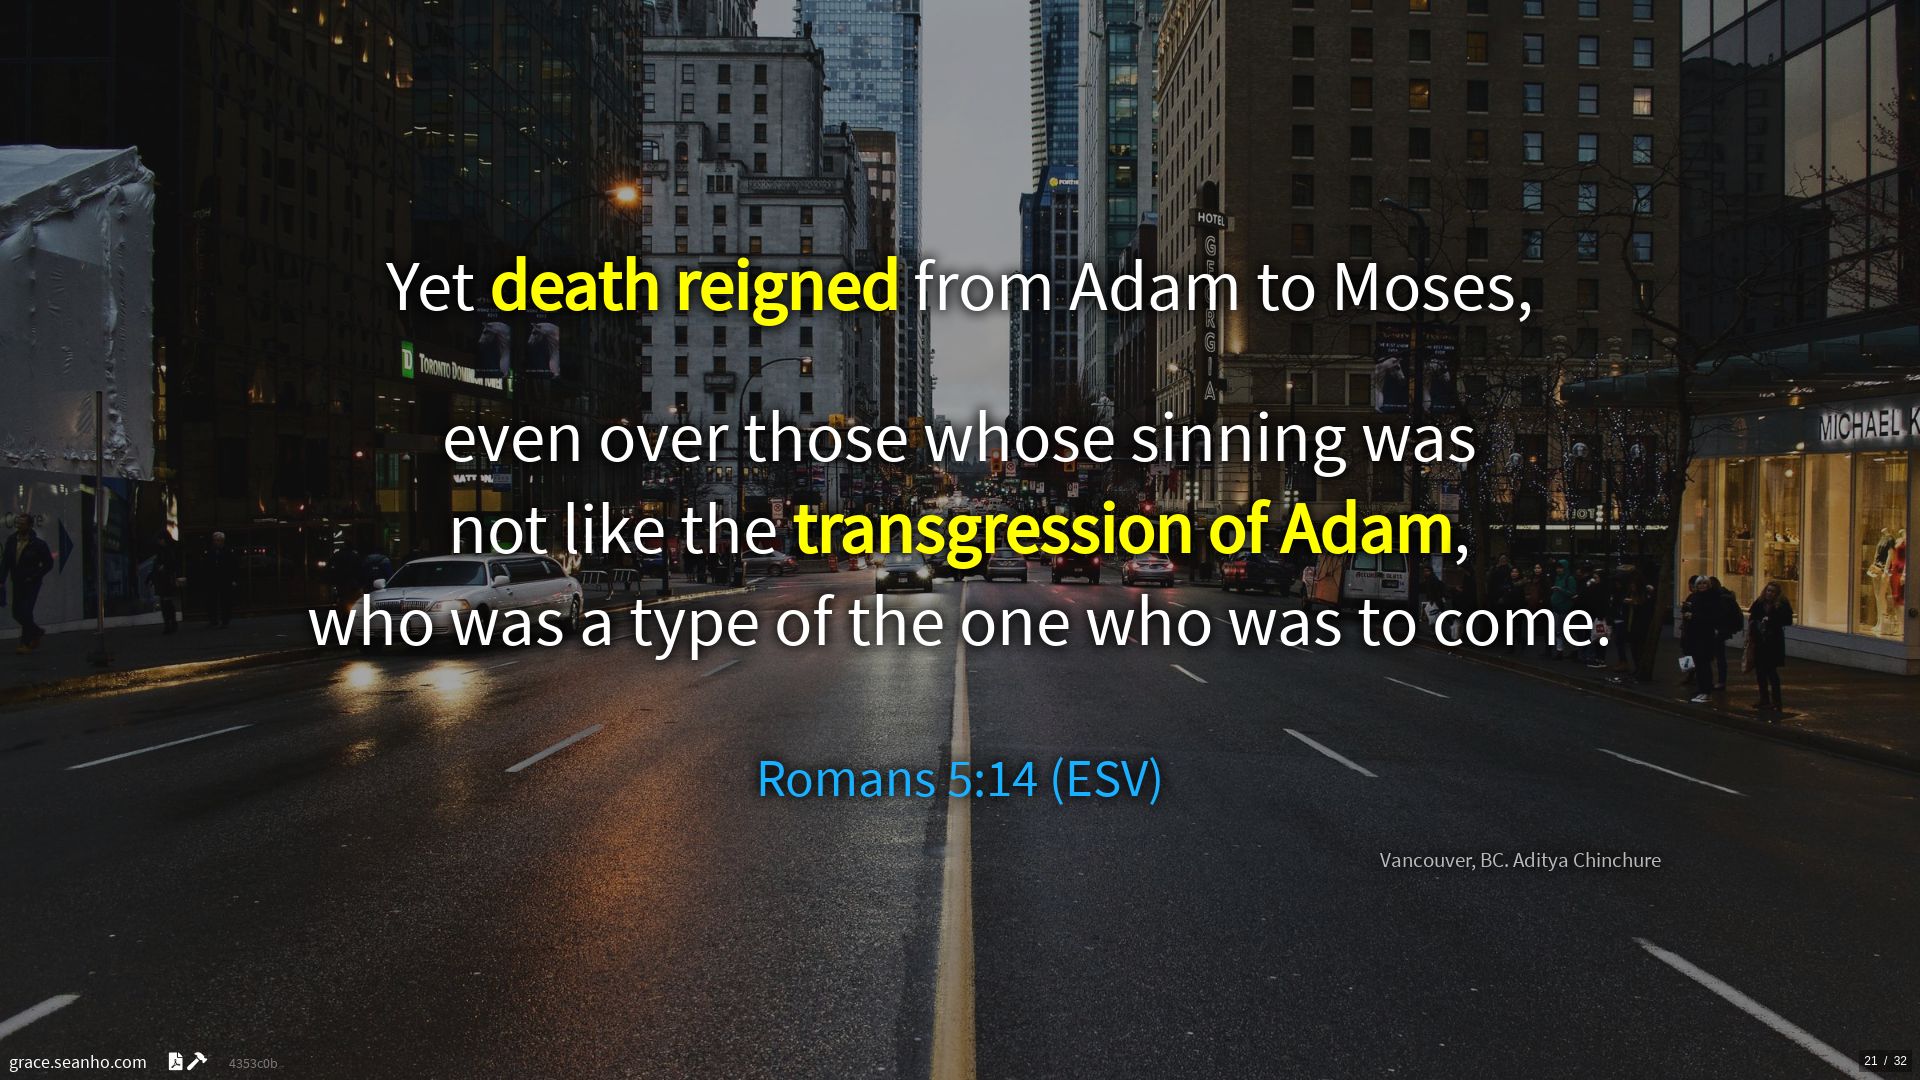 HOTEL
GEORGIA
Yet death reigned from Adam to Moses,
TORONTO DOMINION
MICHAEL K
even over those whose sinning was
not like the transgression of Adam,
who was a type of the one who was to come.
Romans 5:14 (ESV)
Vancouver, BC. Aditya Chinchure
grace.seanho.com
4353c0b
21 / 32